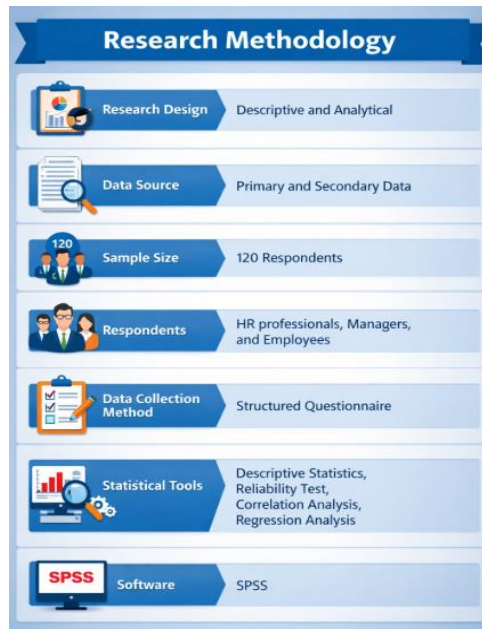 Research Methodology
Research Design
Descriptive and Analytical
Data Source
Primary and Secondary Data
120
Sample Size
120 Respondents
Respondents
HR professionals, Managers,
and Employees
Data Collection
Method
Structured Questionnaire
Statistical Tools
Descriptive Statistics,
Reliability Test,
Correlation Analysis,
Regression Analysis
SPSS
Software
SPSS